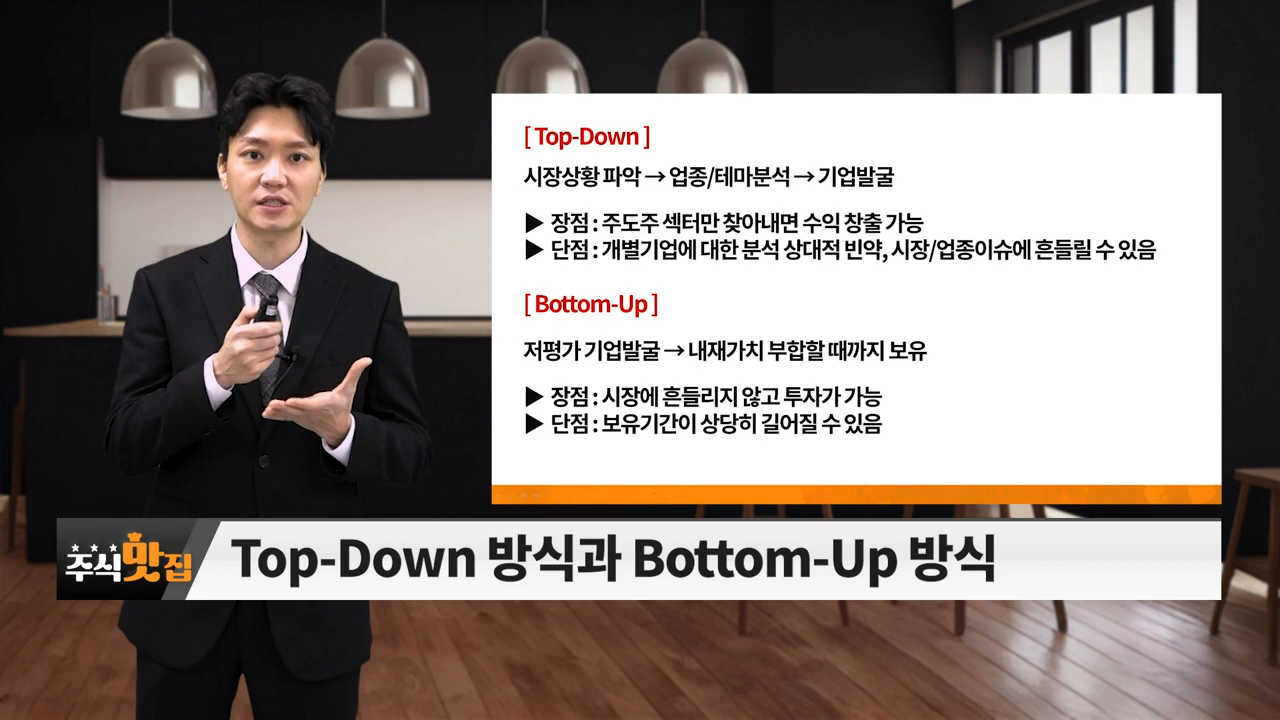 [ Top-Down ]
시장상황 파악 → 업종/테마분석 → 기업발굴
▶ 장점 : 주도주 섹터만 찾아내면 수익 창출 가능
▶ 단점 : 개별기업에 대한 분석 상대적 빈약, 시장/업종이슈에 흔들릴 수 있음
[ Bottom-Up ]
저평가 기업발굴 → 내재가치 부합할 때까지 보유
▶ 장점 : 시장에 흔들리지 않고 투자가 가능
▶ 단점 : 보유기간이 상당히 길어질 수 있음
주식맛집
Top-Down 방식과 Bottom-Up 방식